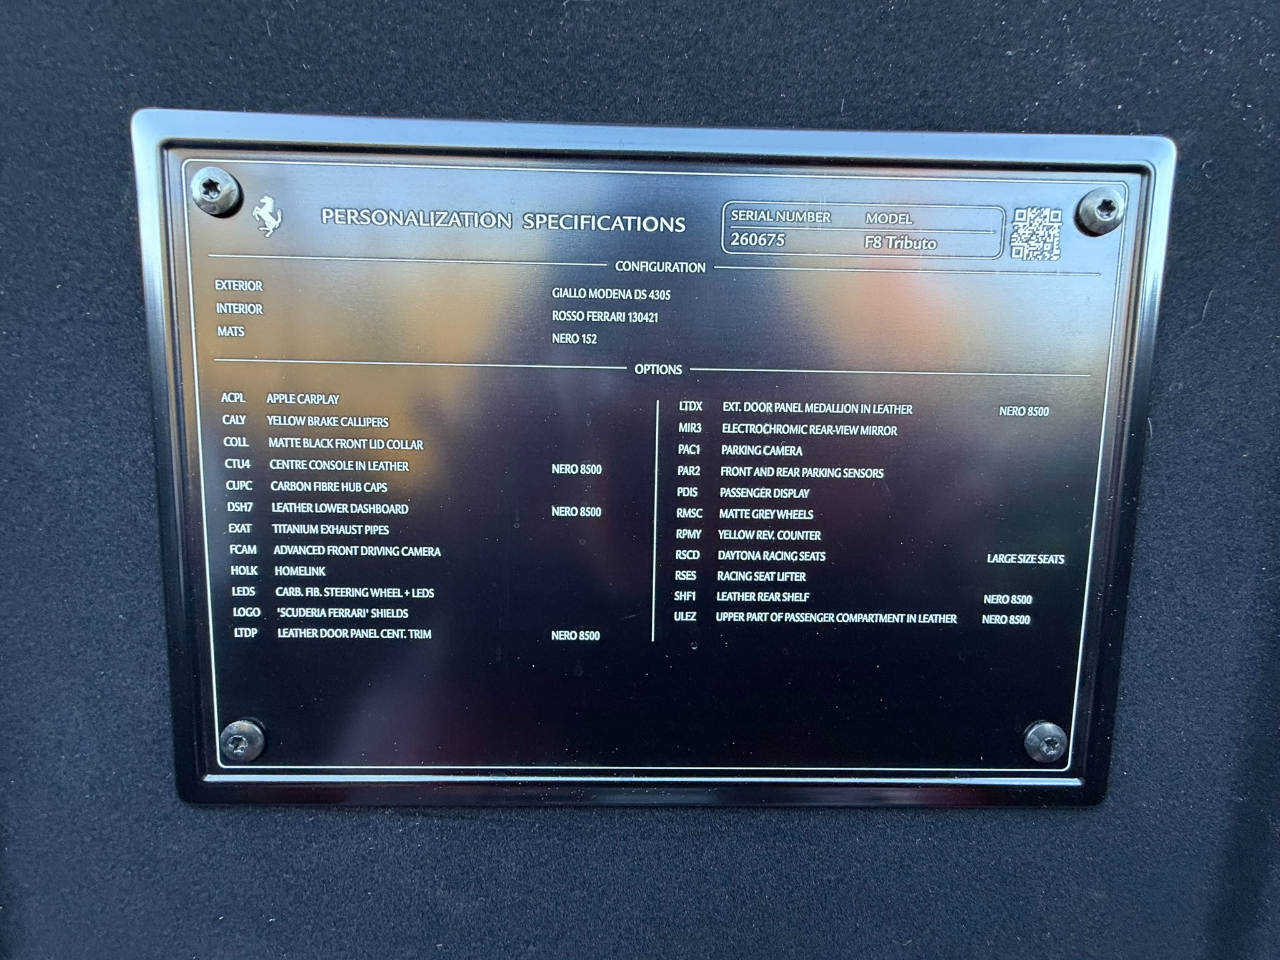 PERSONALIZATION SPECIFICATIONS
SERIAL NUMBER MODEL
260675 F8 Tributo
CONFIGURATION
EXTERIOR GIALLO MODENA DS 4305
INTERIOR ROSSO FERRARI 130421
MATS NERO 152
OPTIONS
ACPL APPLE CARPLAY
CALY YELLOW BRAKE CALLIPERS
COLL MATTE BLACK FRONT LID COLLAR
CTU4 CENTRE CONSOLE IN LEATHER NERO 8500
CUPC CARBON FIBRE HUB CAPS
DSH7 LEATHER LOWER DASHBOARD NERO 8500
EXAT TITANIUM EXHAUST PIPES
FCAM ADVANCED FRONT DRIVING CAMERA
HOLK HOMELINK
LEDS CARB. FIB. STEERING WHEEL + LEDS
LOGO 'SCUDERIA FERRARI' SHIELDS
LTDP LEATHER DOOR PANEL CENT. TRIM NERO 8500
LTDX EXT. DOOR PANEL MEDALLION IN LEATHER NERO 8500
MIR3 ELECTROCHROMIC REAR-VIEW MIRROR
PAC1 PARKING CAMERA
PAR2 FRONT AND REAR PARKING SENSORS
PDIS PASSENGER DISPLAY
RMSC MATTE GREY WHEELS
RPMY YELLOW REV. COUNTER
RSCD DAYTONA RACING SEATS LARGE SIZE SEATS
RSES RACING SEAT LIFTER
SHF1 LEATHER REAR SHELF NERO 8500
ULEZ UPPER PART OF PASSENGER COMPARTMENT IN LEATHER NERO 8500